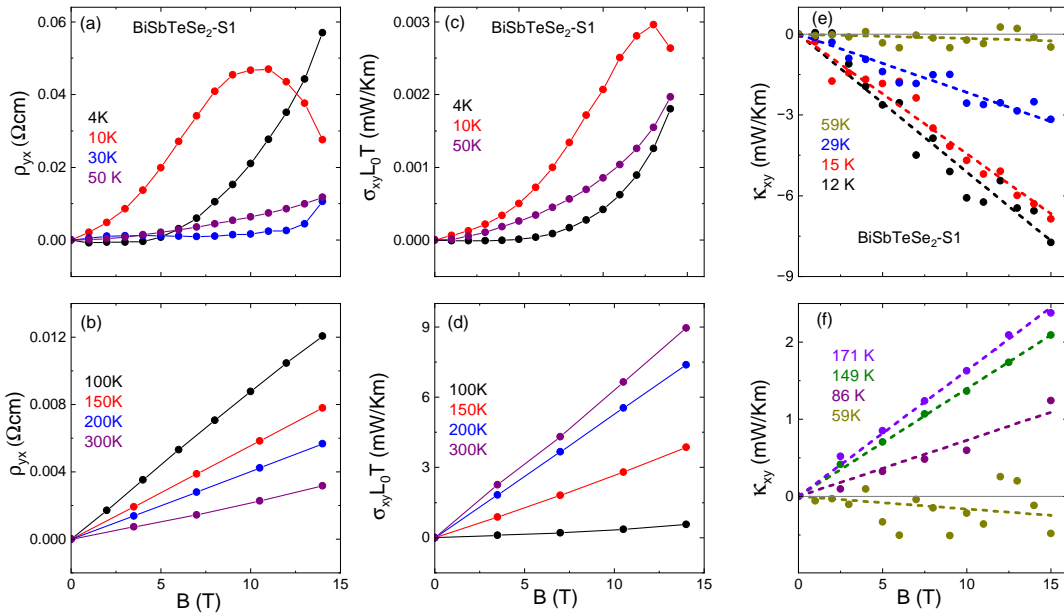 (a) BiSbTeSe₂-S1
0.06
0.04
0.02
0.00
ρyx (Ωcm)
4K
10K
30K
50 K
(c) BiSbTeSe₂-S1
0.003
0.002
0.001
0.000
σxyL₀T (mW/Km)
4K
10K
50K
(e)
0
-3
-6
-9
κxy (mW/Km)
59K
29K
15 K
12 K
BiSbTeSe₂-S1
(b)
0.012
0.008
0.004
0.000
ρyx (Ωcm)
100K
150K
200K
300K
0 5 10 15
B (T)
(d)
9
6
3
0
σxyL₀T (mW/Km)
100K
150K
200K
300K
0 5 10 15
B (T)
(f)
2
1
0
κxy (mW/Km)
171 K
149 K
86 K
59K
0 5 10 15
B (T)